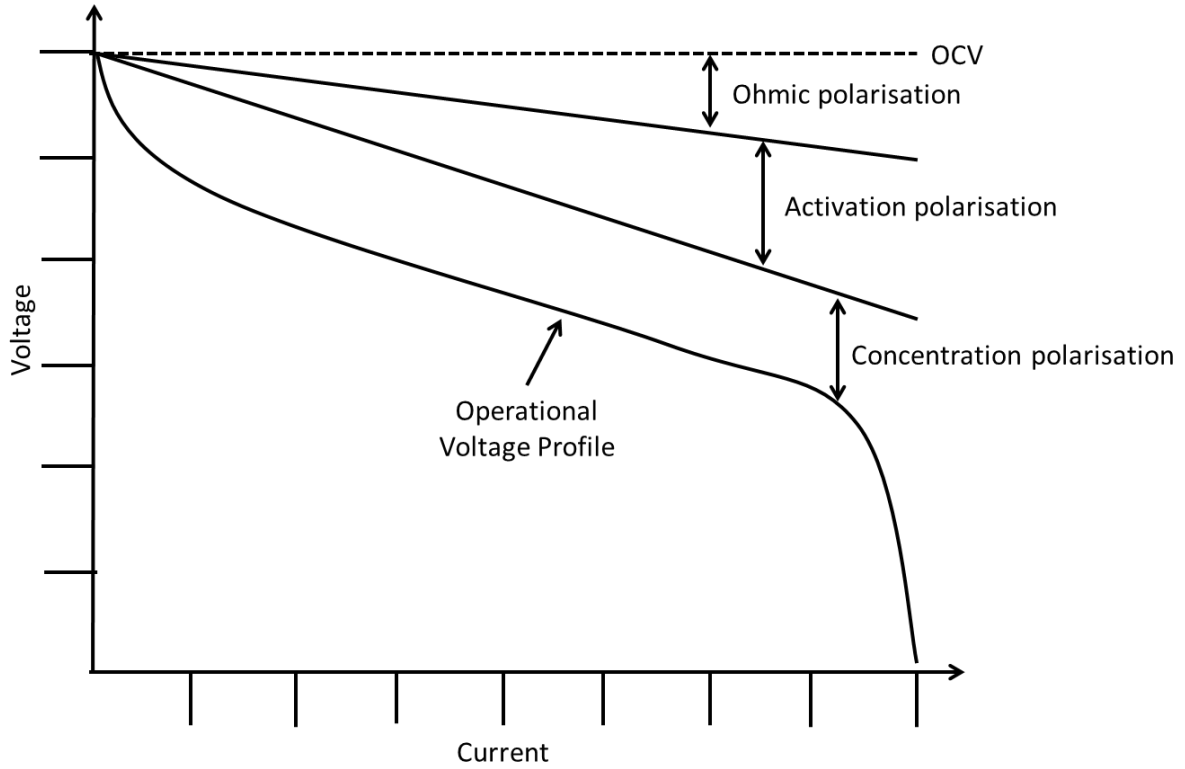 OCV
Ohmic polarisation
Activation polarisation
Voltage
Concentration polarisation
Operational
Voltage Profile
Current